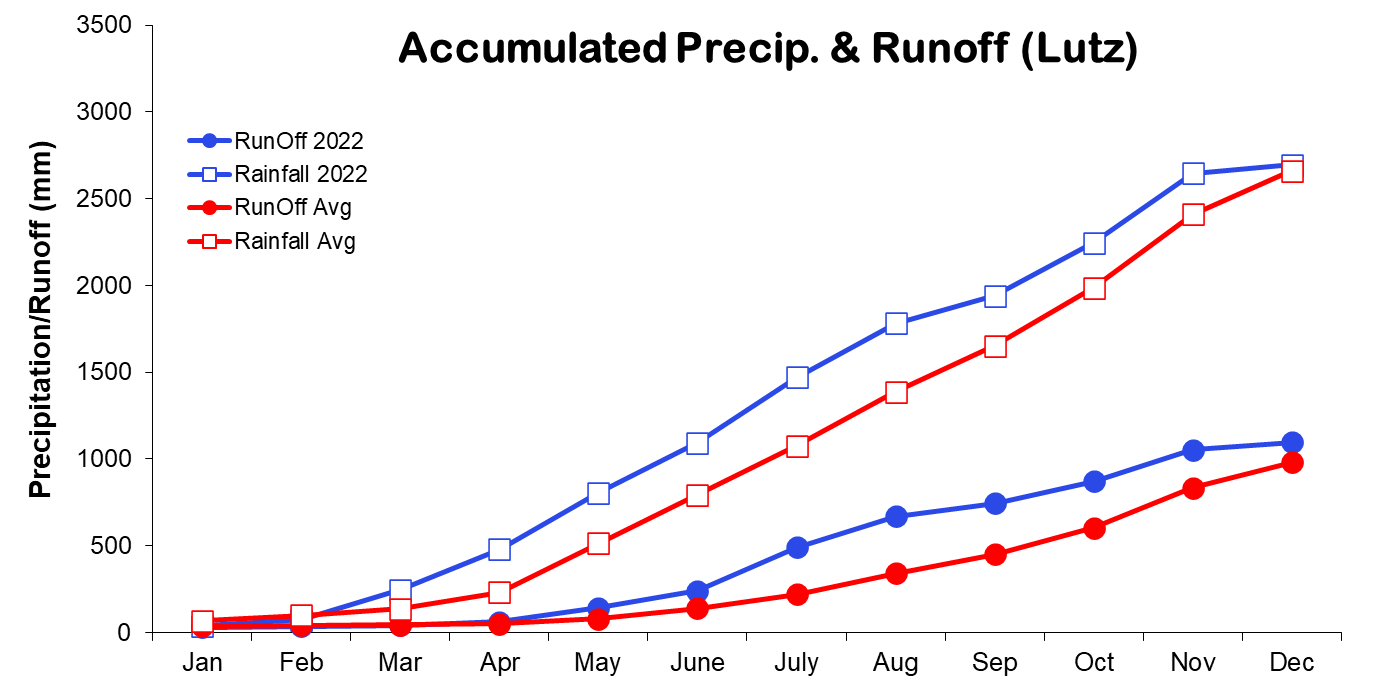 Accumulated Precip. & Runoff (Lutz)
Precipitation/Runoff (mm)
3500
3000
2500
2000
1500
1000
500
0
RunOff 2022
Rainfall 2022
RunOff Avg
Rainfall Avg
Jan Feb Mar Apr May June July Aug Sep Oct Nov Dec